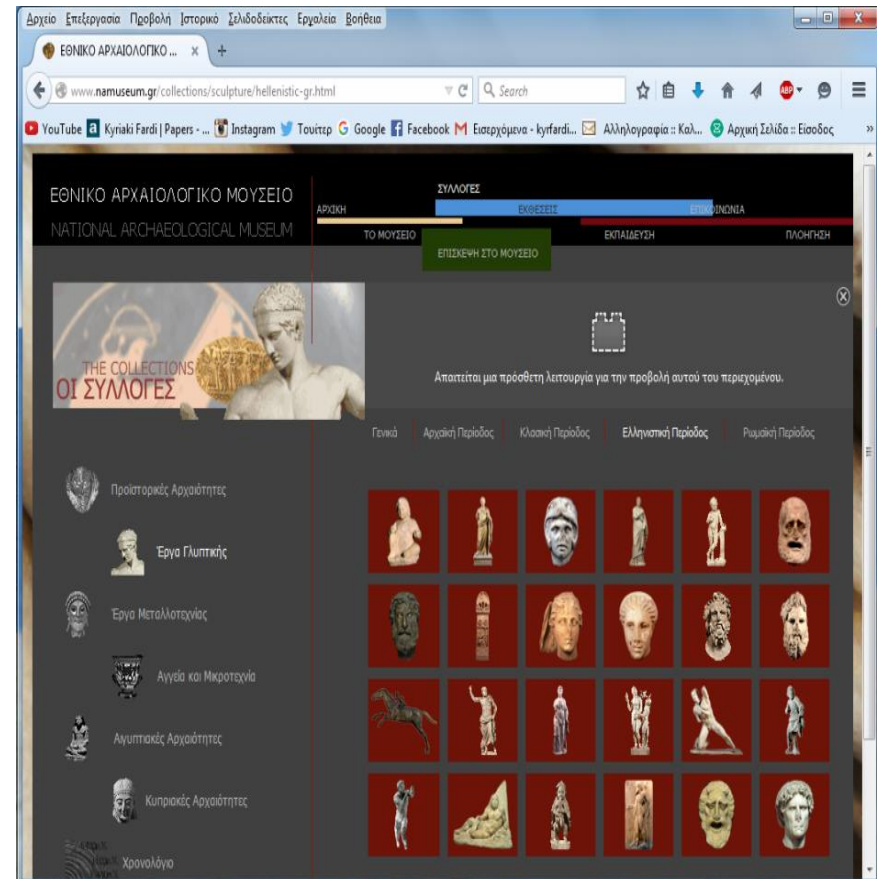 Αρχείο Επεξεργασία Προβολή Ιστορικό Σελιδοδείκτες Εργαλεία Βοήθεια
ΕΘΝΙΚΟ ΑΡΧΑΙΟΛΟΓΙΚΟ ... × +
www.namuseum.gr/collections/sculpture/hellenistic-gr.html Search ABP
YouTube a Kyriaki Fardi | Papers - ... Instagram Τουίτερ G Google Facebook M Εισερχόμενα - kyrfardi... Αλληλογραφία :: Καλ... Αρχική Σελίδα :: Είσοδος »
ΕΘΝΙΚΟ ΑΡΧΑΙΟΛΟΓΙΚΟ ΜΟΥΣΕΙΟ
NATIONAL ARCHAEOLOGICAL MUSEUM
ΣΥΛΛΟΓΕΣ
ΑΡΧΙΚΗ ΕΚΘΕΣΕΙΣ ΕΠΙΚΟΙΝΩΝΙΑ
ΤΟ ΜΟΥΣΕΙΟ ΕΚΠΑΙΔΕΥΣΗ ΠΛΟΗΓΗΣΗ
ΕΠΙΣΚΕΨΗ ΣΤΟ ΜΟΥΣΕΙΟ
THE COLLECTIONS
ΟΙ ΣΥΛΛΟΓΕΣ
Απαιτείται μια πρόσθετη λειτουργία για την προβολή αυτού του περιεχομένου.
Γενικά Αρχαϊκή Περίοδος Κλασική Περίοδος Ελληνιστική Περίοδος Ρωμαϊκή Περίοδος
Προϊστορικές Αρχαιότητες
Έργα Γλυπτικής
Έργα Μεταλλοτεχνίας
Αγγεία και Μικροτεχνία
Αιγυπτιακές Αρχαιότητες
Κυπριακές Αρχαιότητες
Χρονολόγιο